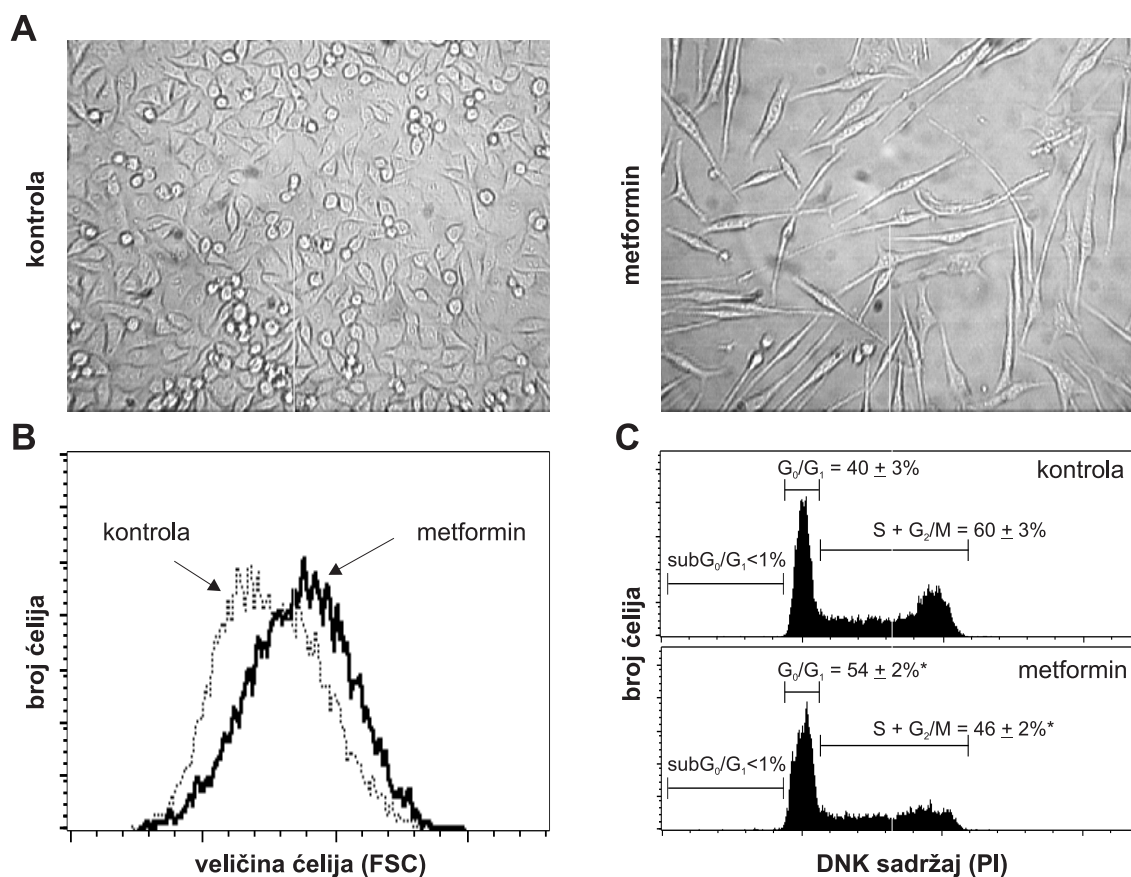 A
kontrola
metformin
B
kontrola
metformin
broj ćelija
veličina ćelija (FSC)
C
G₀/G₁ = 40 ± 3%
kontrola
S + G₂/M = 60 ± 3%
subG₀/G₁<1%
G₀/G₁ = 54 ± 2%*
metformin
S + G₂/M = 46 ± 2%*
subG₀/G₁<1%
broj ćelija
DNK sadržaj (PI)